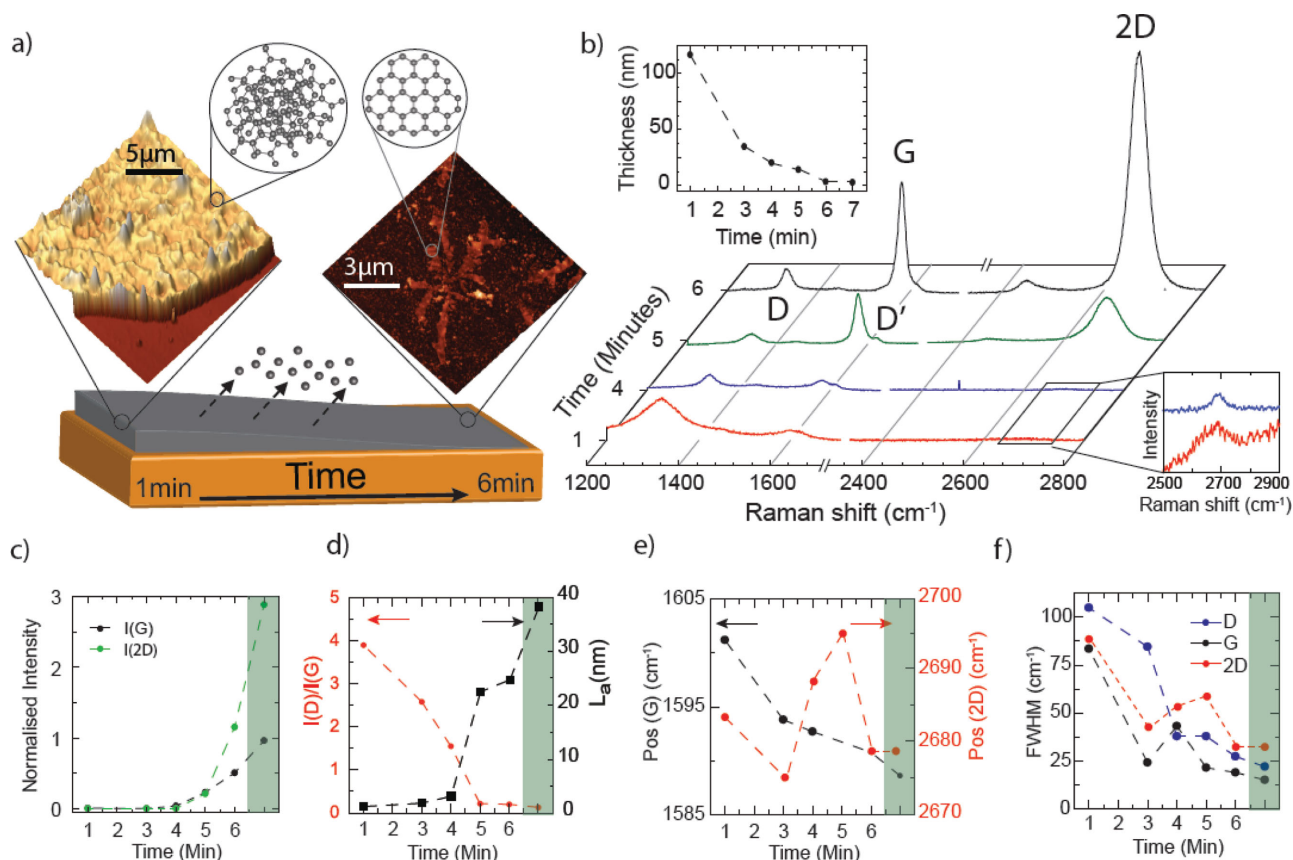 a)
5µm
3µm
Time
1min
6min
b)
Thickness (nm)
100
50
0
1 2 3 4 5 6 7
Time (min)
2D
G
D
D'
6
5
4
1
Time (Minutes)
1200 1400 1600 2400 2600 2800
Raman shift (cm⁻¹)
Intensity
2500 2700 2900
Raman shift (cm⁻¹)
c)
Normalised Intensity
3
2
1
0
I(G)
I(2D)
1 2 3 4 5 6
Time (Min)
d)
I(D)/I(G)
5
4
3
2
1
0
40
30
20
10
0
Lₐ(nm)
1 2 3 4 5 6
Time (Min)
e)
Pos (G) (cm⁻¹)
1605
1595
1585
2700
2690
2680
2670
Pos (2D) (cm⁻¹)
1 2 3 4 5 6
Time (Min)
f)
FWHM (cm⁻¹)
100
75
50
25
0
D
G
2D
1 2 3 4 5 6
Time (Min)